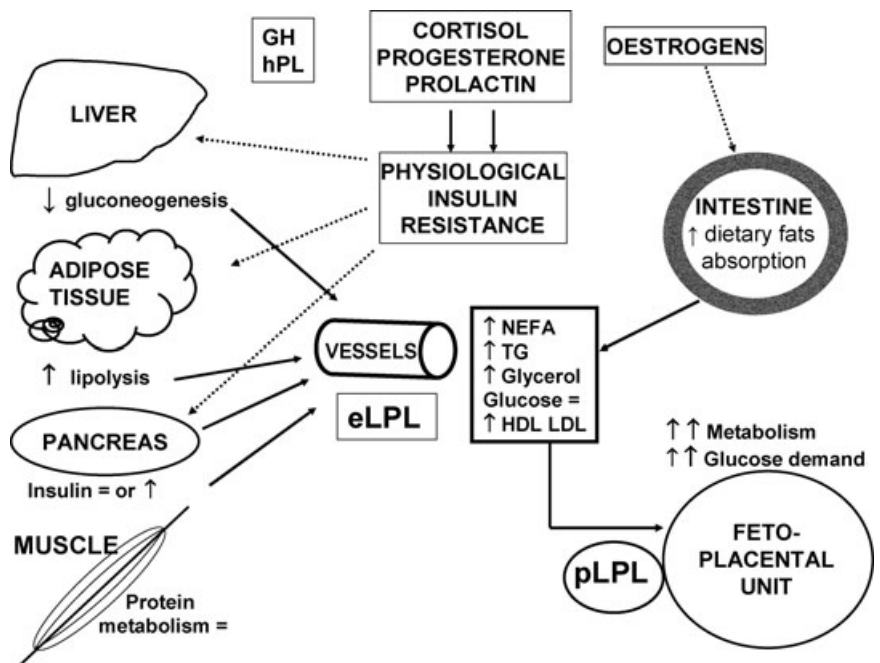 GH
hPL
CORTISOL
PROGESTERONE
PROLACTIN
OESTROGENS
LIVER
PHYSIOLOGICAL
INSULIN
RESISTANCE
↓ gluconeogenesis
INTESTINE
↑ dietary fats
absorption
ADIPOSE
TISSUE
↑ lipolysis
VESSELS
eLPL
↑ NEFA
↑ TG
↑ Glycerol
Glucose =
↑ HDL LDL
PANCREAS
Insulin = or ↑
MUSCLE
Protein
metabolism =
↑ ↑ Metabolism
↑ ↑ Glucose demand
FETO-
PLACENTAL
UNIT
pLPL